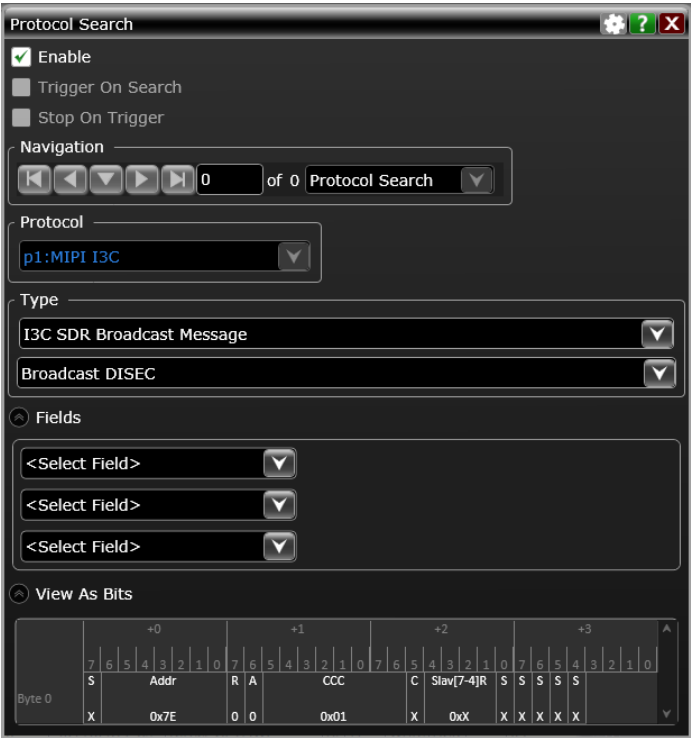 Protocol Search ? X
Enable
Trigger On Search
Stop On Trigger
Navigation
0 of 0 Protocol Search
Protocol
p1:MIPI I3C
Type
I3C SDR Broadcast Message
Broadcast DISEC
Fields
<Select Field>
<Select Field>
<Select Field>
View As Bits
+0 +1 +2 +3
7 6 5 4 3 2 1 0 7 6 5 4 3 2 1 0 7 6 5 4 3 2 1 0 7 6 5 4 3 2 1 0
S Addr R A CCC C Slav[7-4]R S S S S S
Byte 0
X 0x7E 0 0 0x01 X 0xX X X X X X